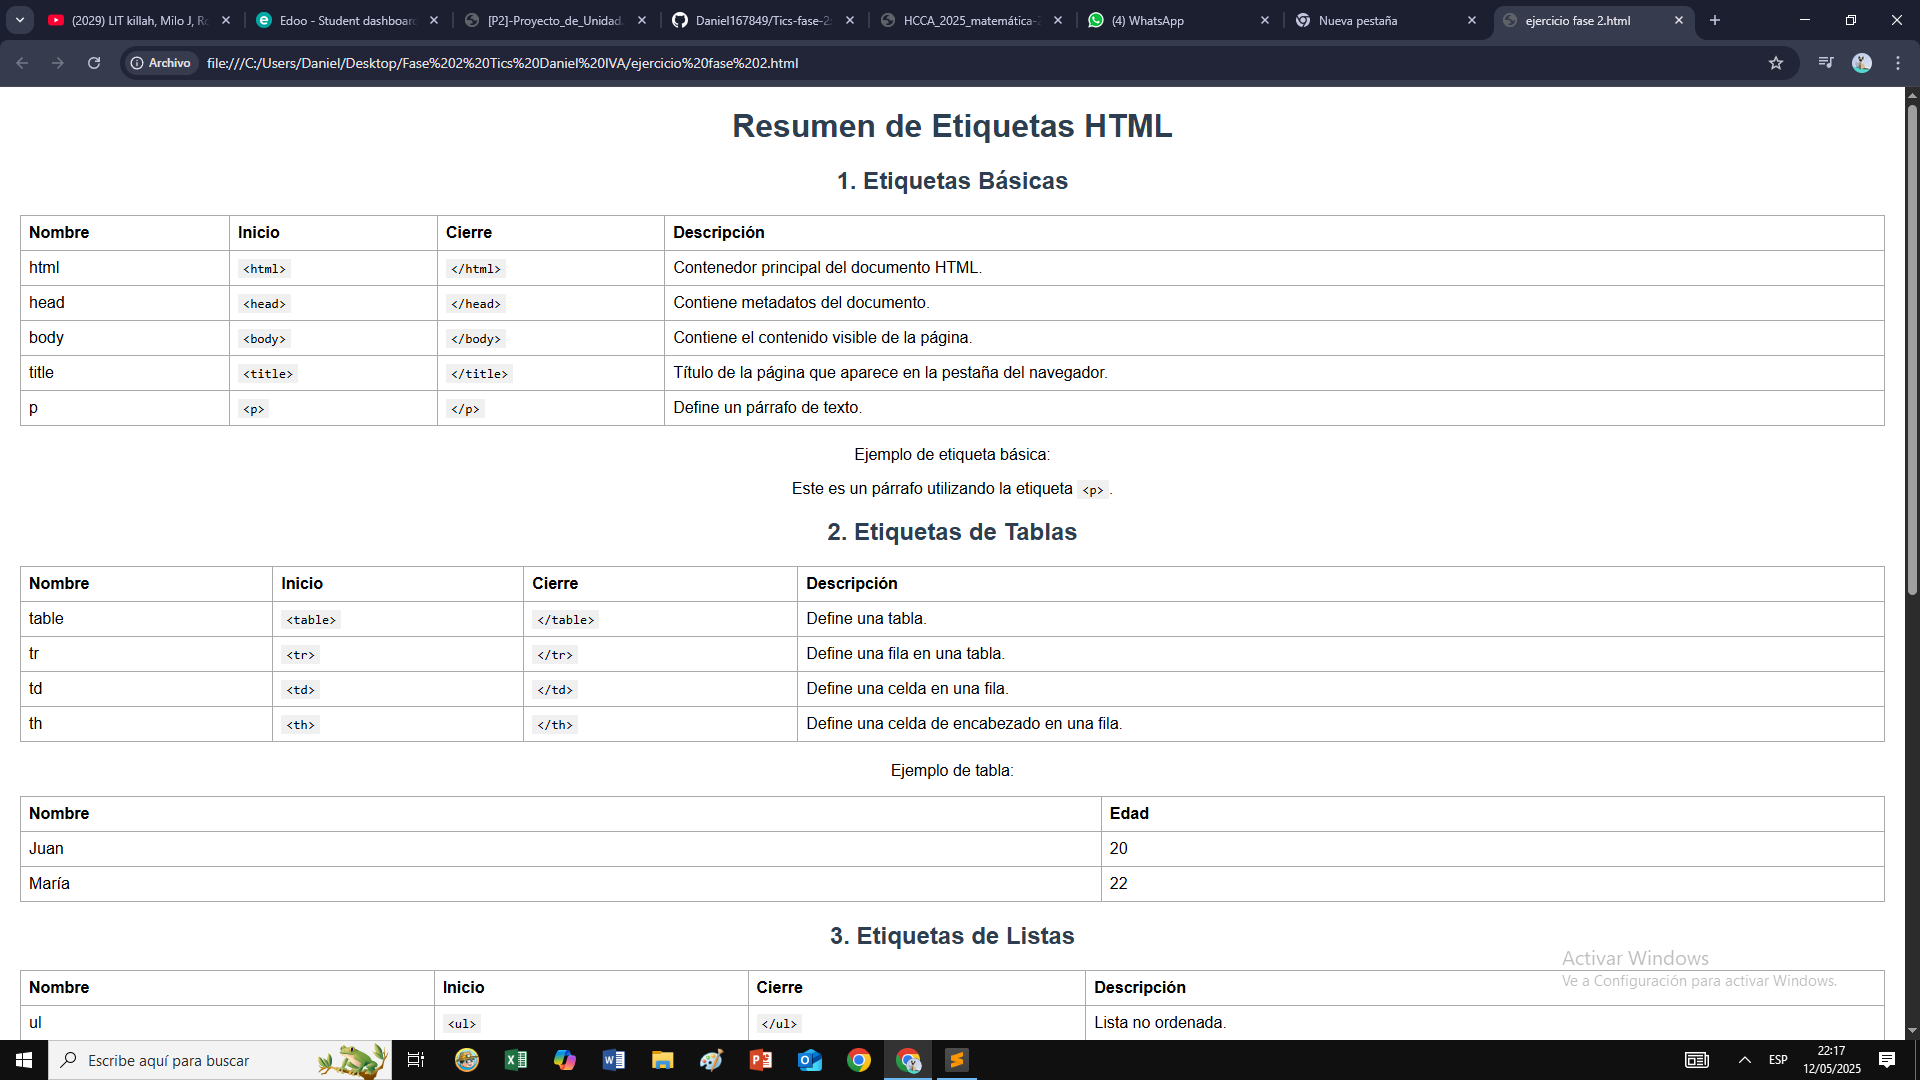 (2029) LIT killah, Milo J, R
Edoo - Student dashboar
[P2]-Proyecto_de_Unidad
Daniel167849/Tics-fase-2
HCCA_2025_matemática-
(4) WhatsApp
Nueva pestaña
ejercicio fase 2.html
Archivo
file:///C:/Users/Daniel/Desktop/Fase%202%20Tics%20Daniel%20IVA/ejercicio%20fase%202.html
Resumen de Etiquetas HTML
1. Etiquetas Básicas
Nombre Inicio Cierre Descripción
html <html> </html> Contenedor principal del documento HTML.
head <head> </head> Contiene metadatos del documento.
body <body> </body> Contiene el contenido visible de la página.
title <title> </title> Título de la página que aparece en la pestaña del navegador.
p <p> </p> Define un párrafo de texto.
Ejemplo de etiqueta básica:
Este es un párrafo utilizando la etiqueta <p>.
2. Etiquetas de Tablas
Nombre Inicio Cierre Descripción
table <table> </table> Define una tabla.
tr <tr> </tr> Define una fila en una tabla.
td <td> </td> Define una celda en una fila.
th <th> </th> Define una celda de encabezado en una fila.
Ejemplo de tabla:
Nombre Edad
Juan 20
María 22
3. Etiquetas de Listas
Nombre Inicio Cierre Descripción
ul <ul> </ul> Lista no ordenada.
Activar Windows
Ve a Configuración para activar Windows.
Escribe aquí para buscar
ESP
22:17
12/05/2025